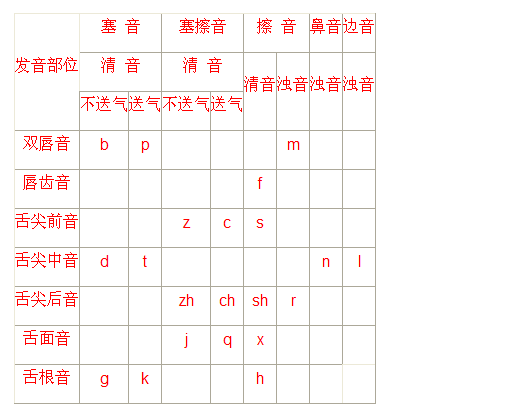 塞 音 塞擦音 擦 音 鼻音 边音
发音部位 清 音 清 音 清音 浊音 浊音 浊音
不送气 送气 不送气 送气
双唇音 b p m
唇齿音 f
舌尖前音 z c s
舌尖中音 d t n l
舌尖后音 zh ch sh r
舌面音 j q x
舌根音 g k h